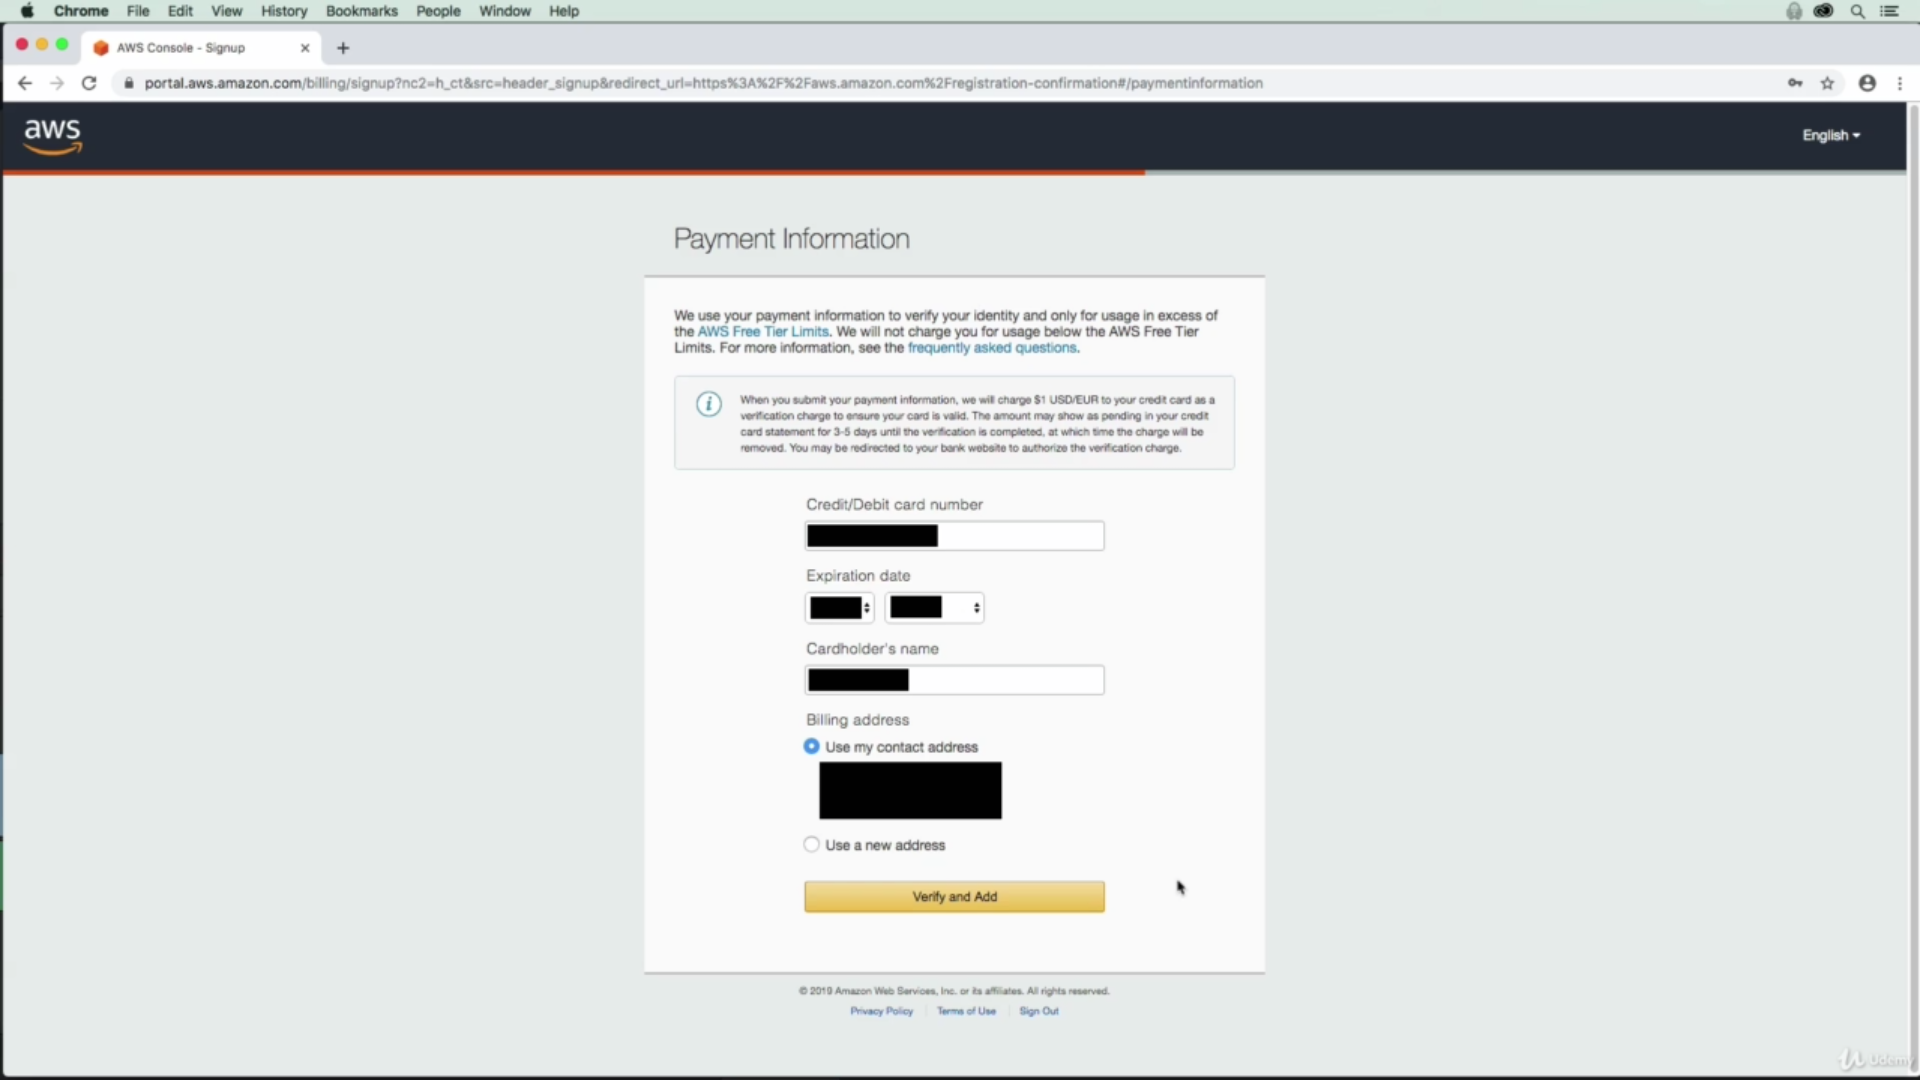 Chrome File Edit View History Bookmarks People Window Help
AWS Console - Signup
portal.aws.amazon.com/billing/signup?nc2=h_ct&src=header_signup&redirect_url=https%3A%2F%2Faws.amazon.com%2Fregistration-confirmation#/paymentinformation
aws
English
Payment Information
We use your payment information to verify your identity and only for usage in excess of
the AWS Free Tier Limits. We will not charge you for usage below the AWS Free Tier
Limits. For more information, see the frequently asked questions.
When you submit your payment information, we will charge $1 USD/EUR to your credit card as a
verification charge to ensure your card is valid. The amount may show as pending in your credit
card statement for 3-5 days until the verification is completed, at which time the charge will be
removed. You may be redirected to your bank website to authorize the verification charge.
Credit/Debit card number
Expiration date
Cardholder's name
Billing address
Use my contact address
Use a new address
Verify and Add
© 2019 Amazon Web Services, Inc. or its affiliates. All rights reserved.
Privacy Policy Terms of Use Sign Out
Udemy